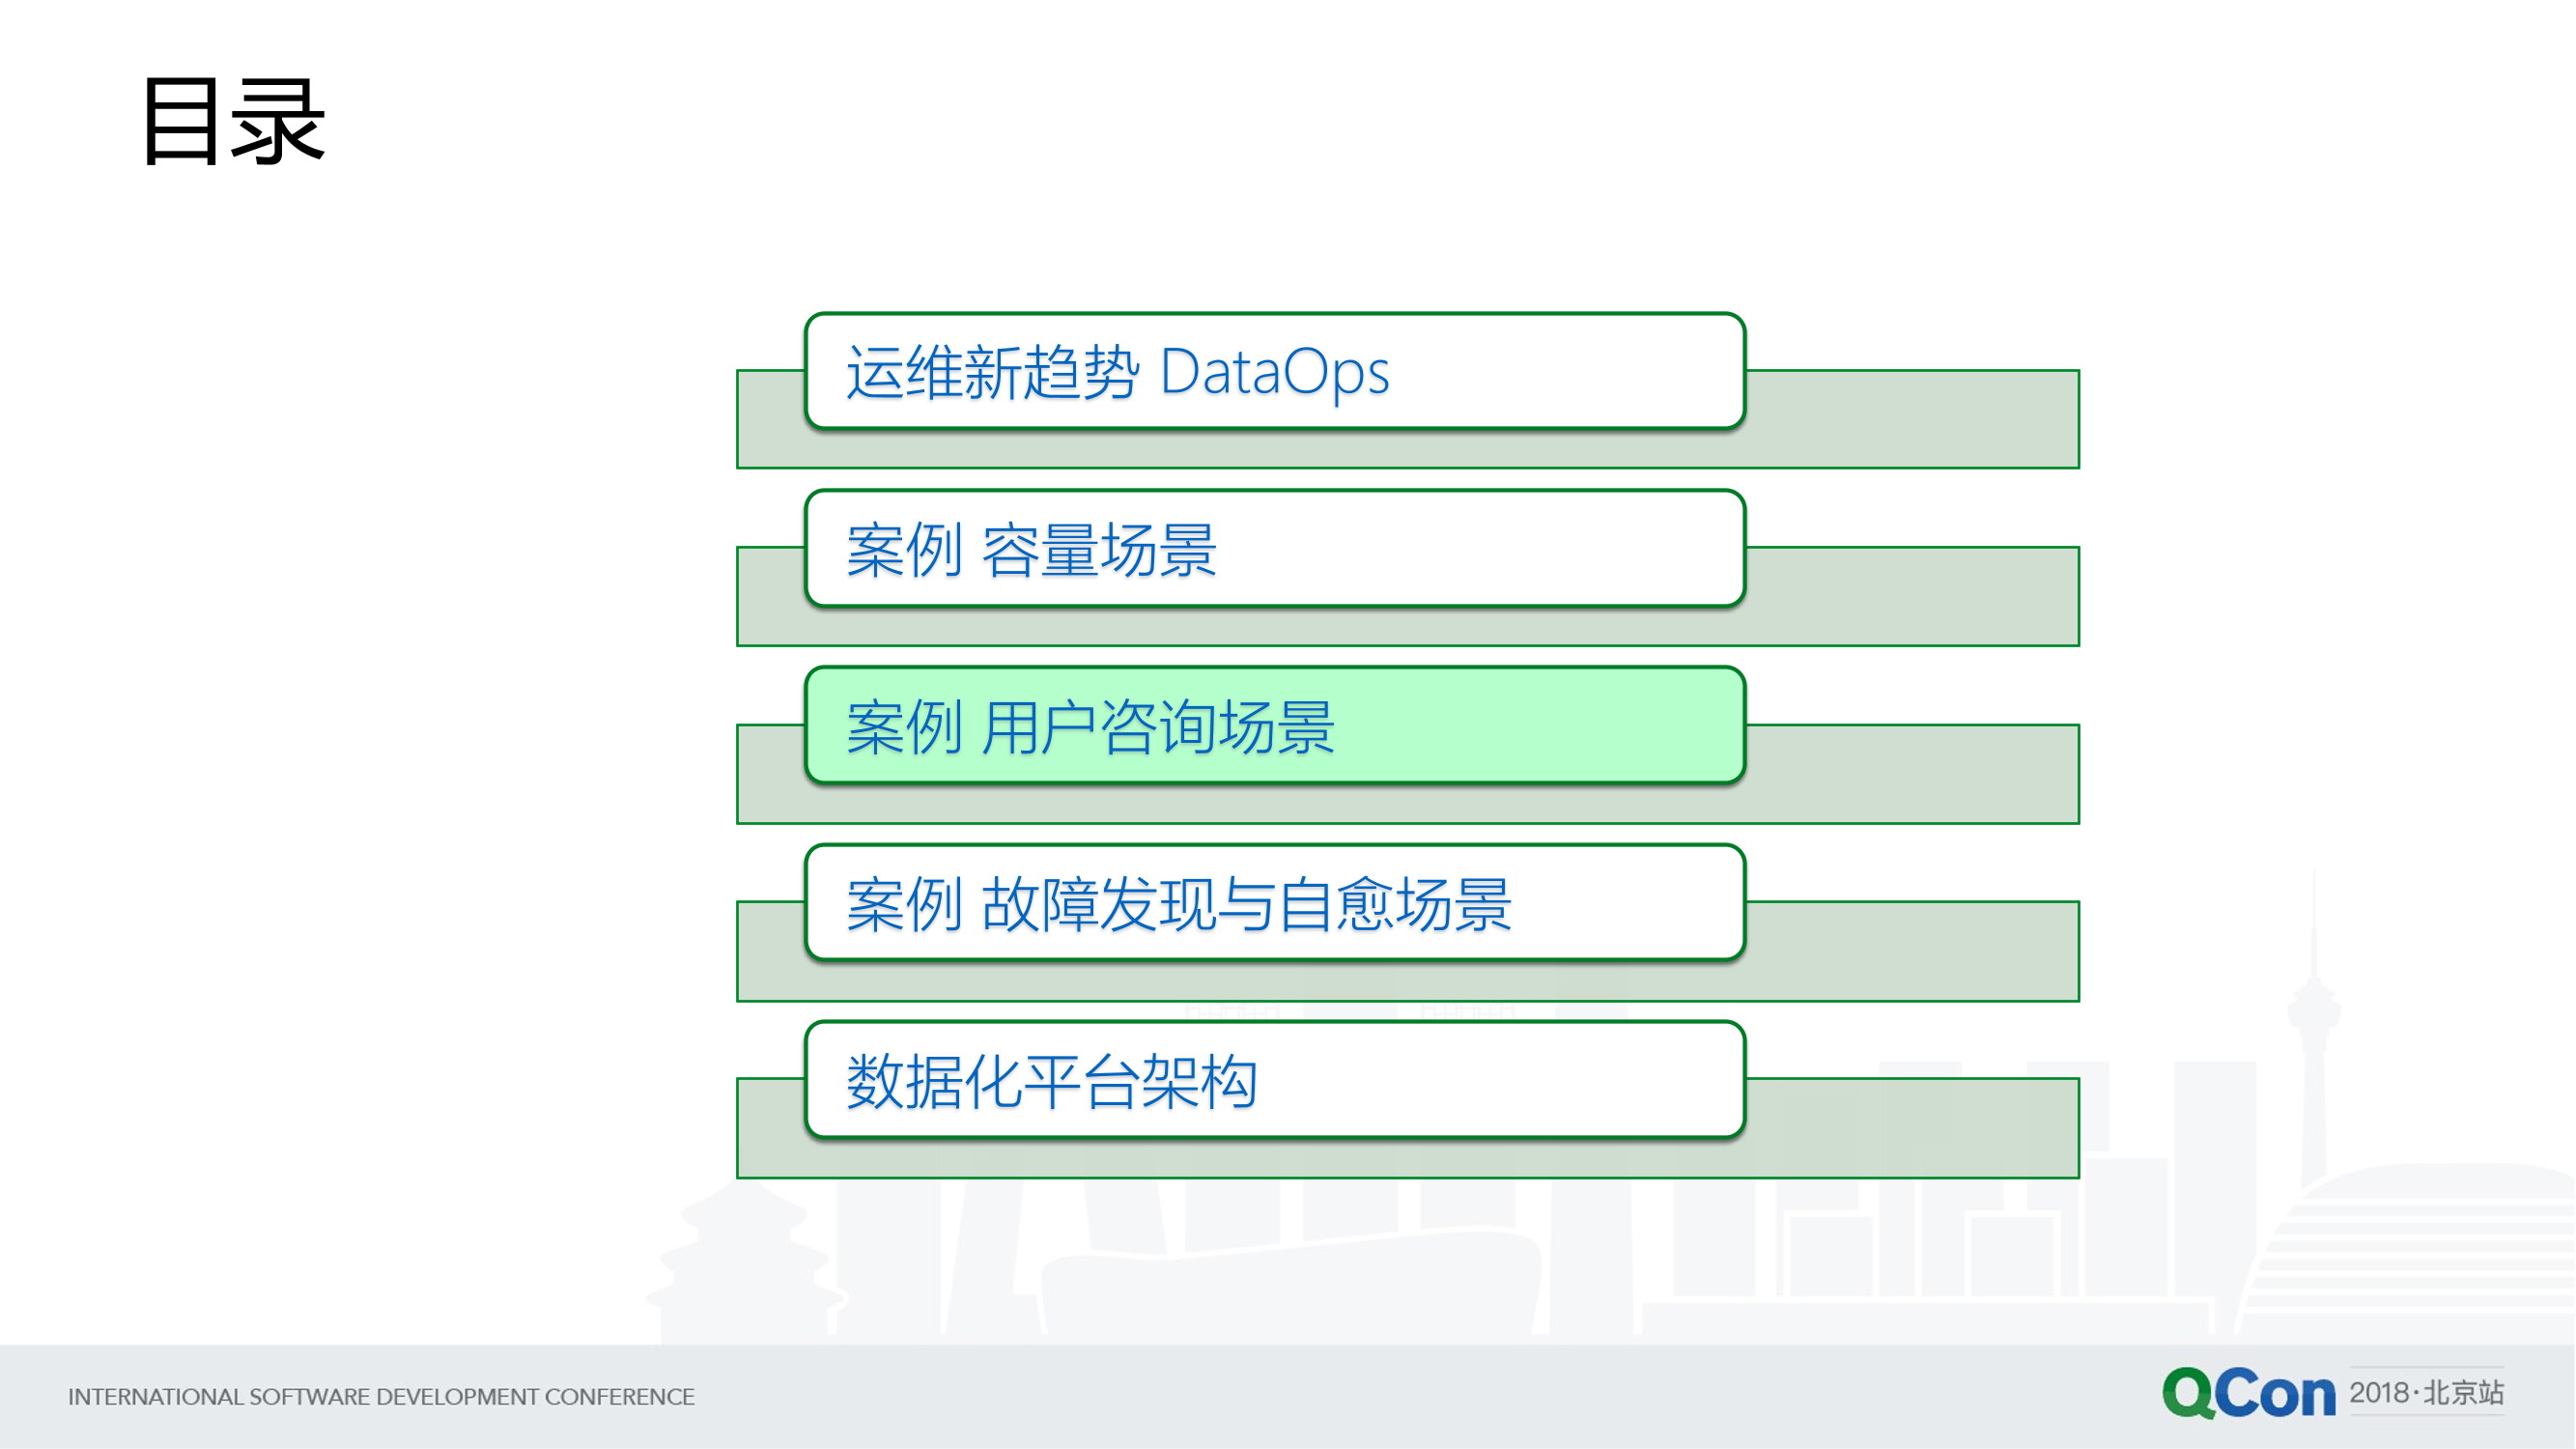 目录
运维新趋势 DataOps
案例 容量场景
案例 用户咨询场景
案例 故障发现与自愈场景
数据化平台架构
INTERNATIONAL SOFTWARE DEVELOPMENT CONFERENCE
QCon 2018·北京站